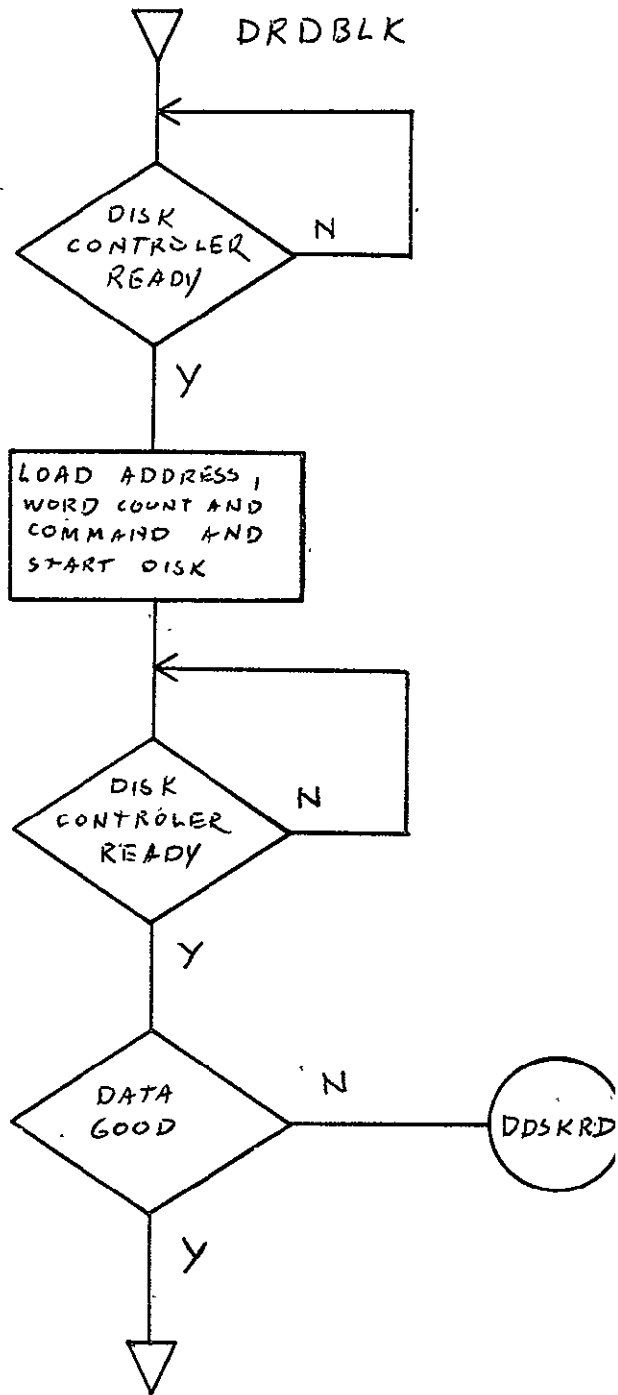 DRDBLK
DISK
CONTROLER
READY
N
Y
LOAD ADDRESS,
WORD COUNT AND
COMMAND AND
START DISK
DISK
CONTROLER
READY
N
Y
DATA
GOOD
N
DDSKRD
Y